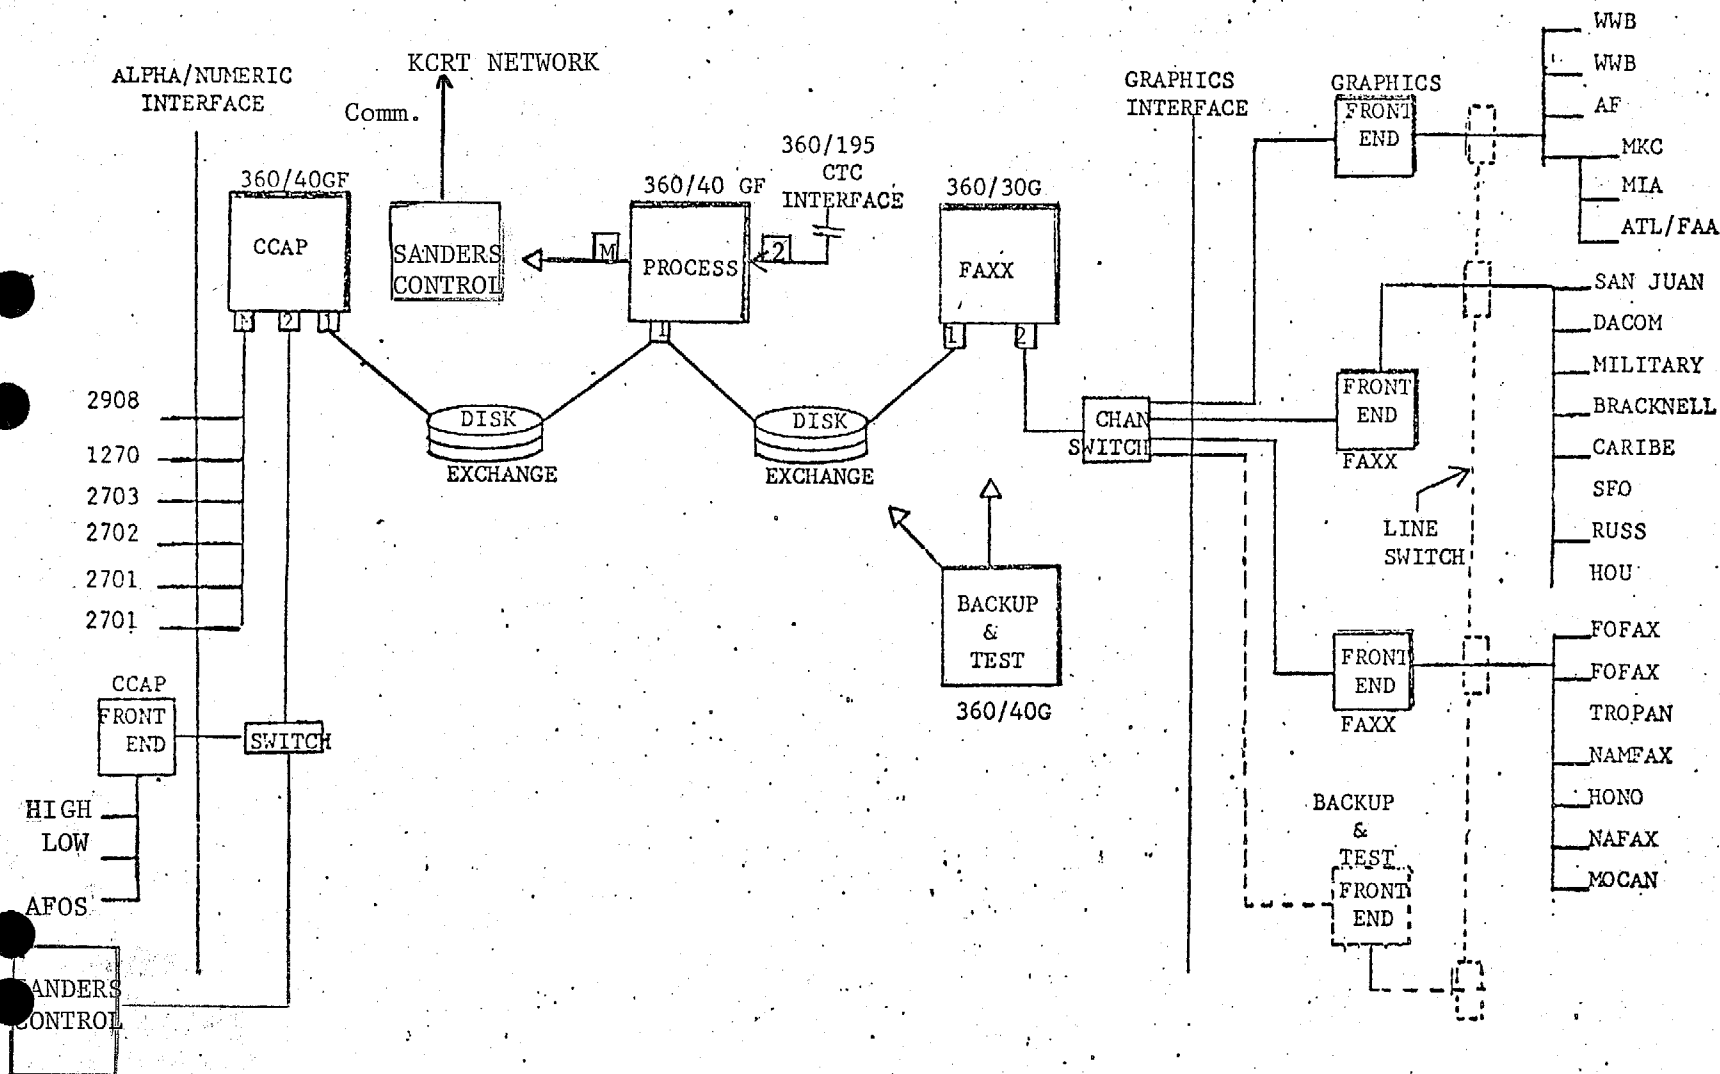 ALPHA/NUMERIC
INTERFACE
KCRT NETWORK
Comm.
360/40GF
CCAP
M
2
1
SANDERS
CONTROL
M
360/40 GF
PROCESS
1
360/195
CTC
INTERFACE
2
360/30G
FAXX
1
2
DISK
EXCHANGE
DISK
EXCHANGE
2908
1270
2703
2702
2701
2701
CCAP
FRONT
END
SWITCH
HIGH
LOW
AFOS
SANDERS
CONTROL
BACKUP
&
TEST
360/40G
CHAN
SWITCH
GRAPHICS
INTERFACE
GRAPHICS
FRONT
END
FRONT
END
FAXX
LINE
SWITCH
FRONT
END
FAXX
BACKUP
&
TEST
FRONT
END
WWB
WWB
AF
MKC
MIA
ATL/FAA
SAN JUAN
DACOM
MILITARY
BRACKNELL
CARIBE
SFO
RUSS
HOU
FOFAX
FOFAX
TROPAN
NAMFAX
HONO
NAFAX
MOCAN